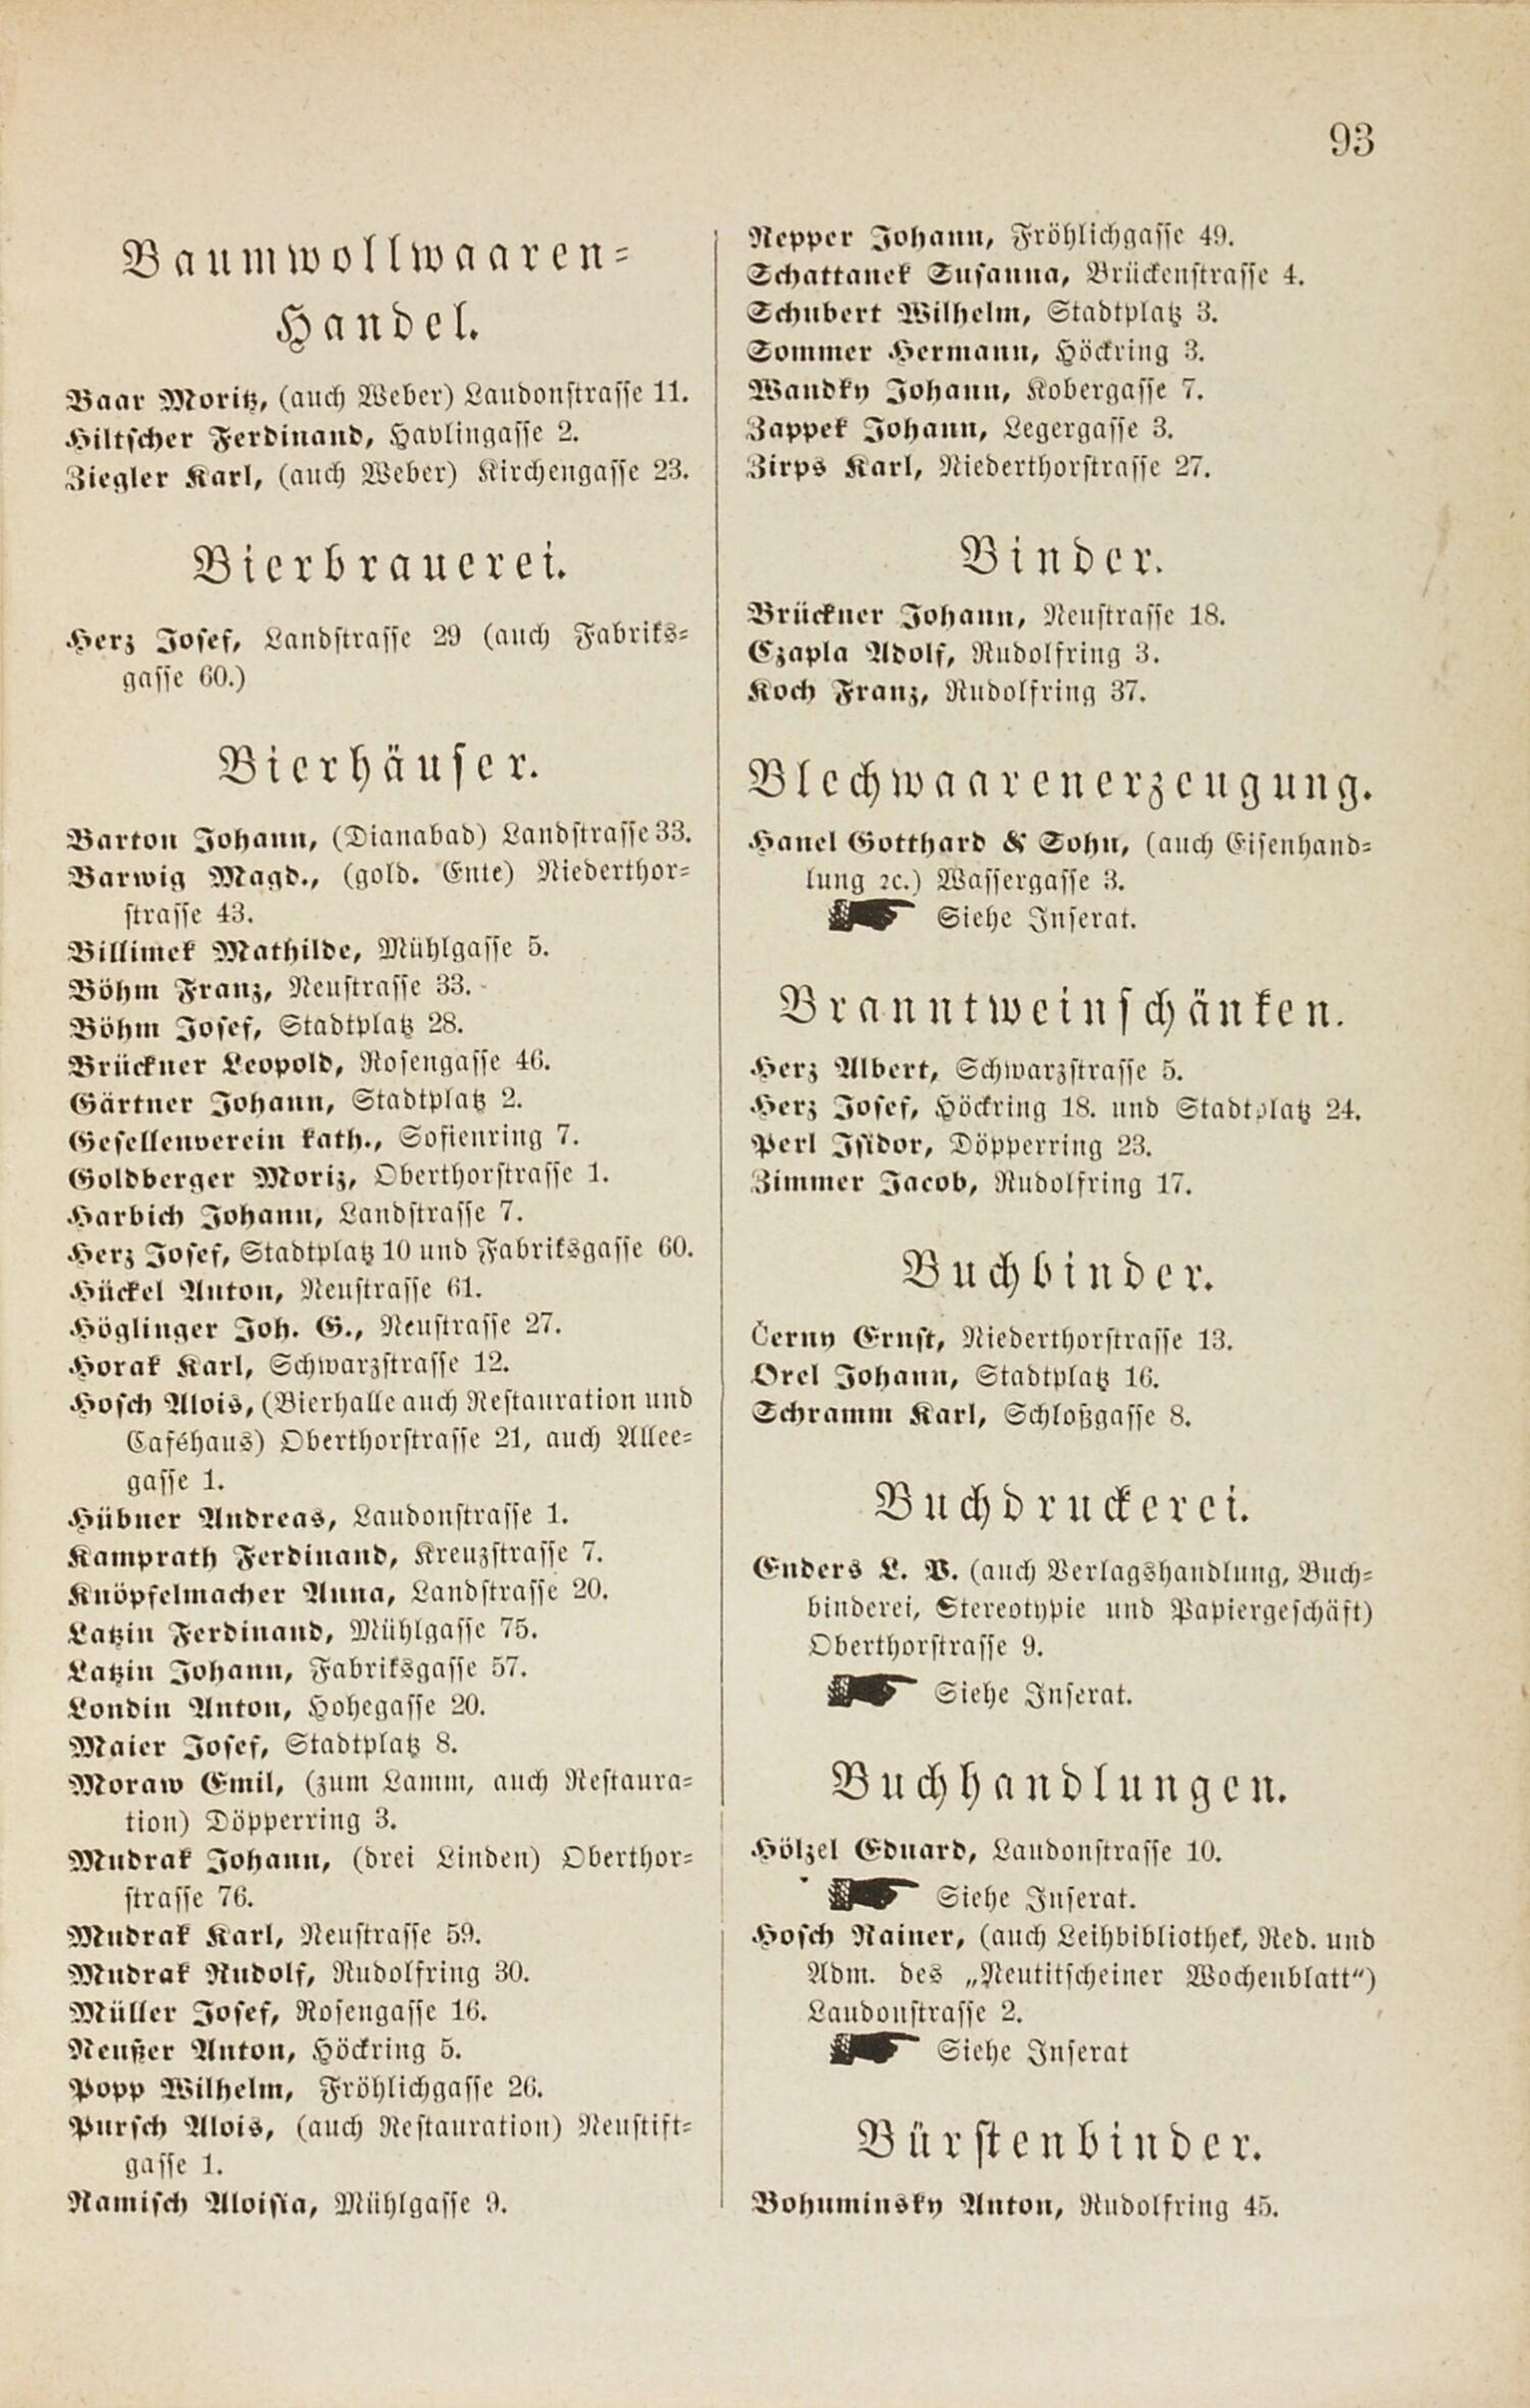 93
Baumwollwaaren-
Handel.
Baar Moritz, (auch Weber) Laudonstrasse 11.
Hiltscher Ferdinand, Havlingasse 2.
Ziegler Karl, (auch Weber) Kirchengasse 23.
Bierbrauerei.
Herz Josef, Landstrasse 29 (auch Fabriks-
gasse 60.)
Bierhäuser.
Barton Johann, (Dianabad) Landstrasse 33.
Barwig Magd., (gold. Ente) Niederthor-
strasse 43.
Billimek Mathilde, Mühlgasse 5.
Böhm Franz, Neustrasse 33.
Böhm Josef, Stadtplatz 28.
Brückner Leopold, Rosengasse 46.
Gärtner Johann, Stadtplatz 2.
Gesellenverein kath., Sofienring 7.
Goldberger Moriz, Oberthorstrasse 1.
Harbich Johann, Landstrasse 7.
Herz Josef, Stadtplatz 10 und Fabriksgasse 60.
Hückel Anton, Neustrasse 61.
Höglinger Joh. G., Neustrasse 27.
Horak Karl, Schwarzstrasse 12.
Hosch Alois, (Bierhalle auch Restauration und
Caféhaus) Oberthorstrasse 21, auch Allee-
gasse 1.
Hübner Andreas, Laudonstrasse 1.
Kamprath Ferdinand, Kreuzstrasse 7.
Knöpfelmacher Anna, Landstrasse 20.
Latzin Ferdinand, Mühlgasse 75.
Latzin Johann, Fabriksgasse 57.
Londin Anton, Hohegasse 20.
Maier Josef, Stadtplatz 8.
Moraw Emil, (zum Lamm, auch Restaura-
tion) Döpperring 3.
Mudrak Johann, (drei Linden) Oberthor-
strasse 76.
Mudrak Karl, Neustrasse 59.
Mudrak Rudolf, Rudolfring 30.
Müller Josef, Rosengasse 16.
Neußer Anton, Höckring 5.
Popp Wilhelm, Fröhlichgasse 26.
Pursch Alois, (auch Restauration) Neustift-
gasse 1.
Ramisch Aloisia, Mühlgasse 9.
Repper Johann, Fröhlichgasse 49.
Schattanek Susanna, Brückenstrasse 4.
Schubert Wilhelm, Stadtplatz 3.
Sommer Hermann, Höckring 3.
Wandky Johann, Kobergasse 7.
Zappek Johann, Legergasse 3.
Zirps Karl, Niederthorstrasse 27.
Binder.
Brückner Johann, Neustrasse 18.
Czapla Adolf, Rudolfring 3.
Koch Franz, Rudolfring 37.
Blechwaarenerzeugung.
Hanel Gotthard & Sohn, (auch Eisenhand-
lung ꝛc.) Wassergasse 3.
☛ Siehe Inserat.
Branntweinschänken.
Herz Albert, Schwarzstrasse 5.
Herz Josef, Höckring 18. und Stadtplatz 24.
Perl Isidor, Döpperring 23.
Zimmer Jacob, Rudolfring 17.
Buchbinder.
Černy Ernst, Niederthorstrasse 13.
Orel Johann, Stadtplatz 16.
Schramm Karl, Schloßgasse 8.
Buchdruckerei.
Enders L. V. (auch Verlagshandlung, Buch-
binderei, Stereotypie und Papiergeschäft)
Oberthorstrasse 9.
☛ Siehe Inserat.
Buchhandlungen.
Hölzel Eduard, Laudonstrasse 10.
☛ Siehe Inserat.
Hosch Rainer, (auch Leihbibliothek, Red. und
Adm. des „Neutitscheiner Wochenblatt“)
Laudonstrasse 2.
☛ Siehe Inserat
Bürstenbinder.
Bohuminsky Anton, Rudolfring 45.